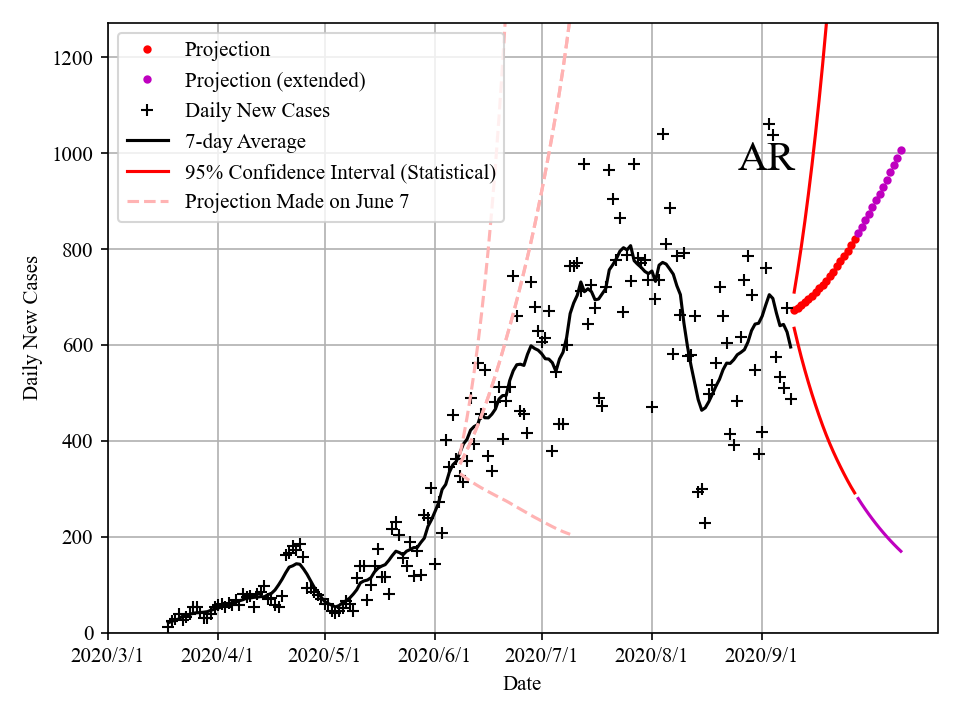 1200
1000
800
600
400
200
0
Daily New Cases
Projection
Projection (extended)
Daily New Cases
7-day Average
95% Confidence Interval (Statistical)
Projection Made on June 7
AR
2020/3/1 2020/4/1 2020/5/1 2020/6/1 2020/7/1 2020/8/1 2020/9/1
Date